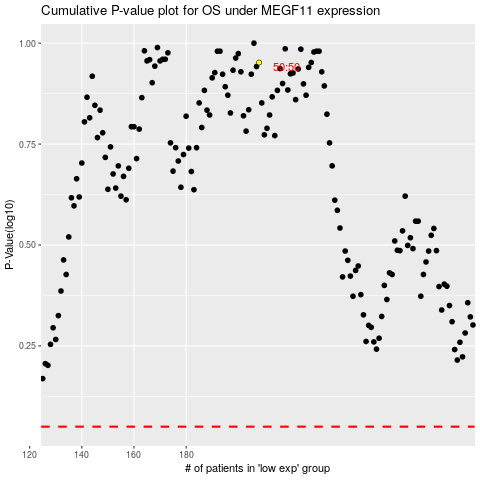 Cumulative P-value plot for OS under MEGF11 expression
1.00
0.75
0.50
0.25
P-Value(log10)
50:50
120 140 160 180
# of patients in 'low exp' group